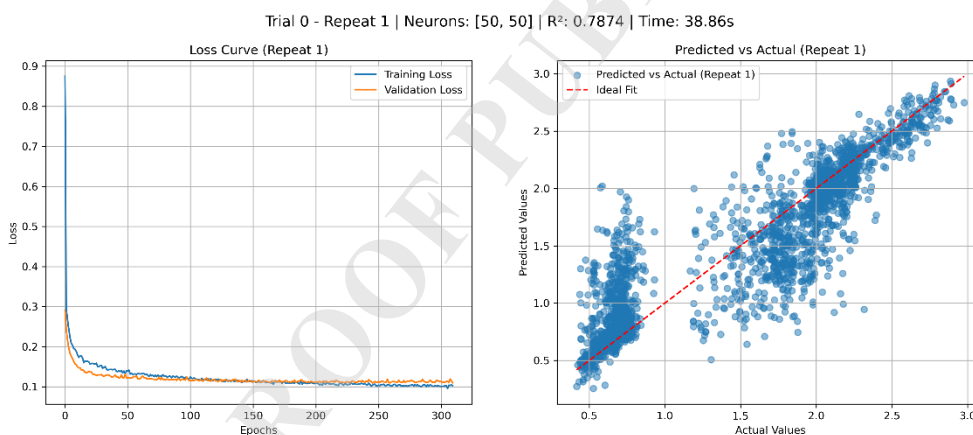 Trial 0 - Repeat 1 | Neurons: [50, 50] | R²: 0.7874 | Time: 38.86s
Loss Curve (Repeat 1)
0.9
0.8
0.7
0.6
0.5
0.4
0.3
0.2
0.1
Loss
Training Loss
Validation Loss
0
50
100
150
200
250
300
Epochs
Predicted vs Actual (Repeat 1)
3.0
2.5
2.0
1.5
1.0
0.5
Predicted Values
Predicted vs Actual (Repeat 1)
Ideal Fit
0.5
1.0
1.5
2.0
2.5
3.0
Actual Values
ROOF PUB